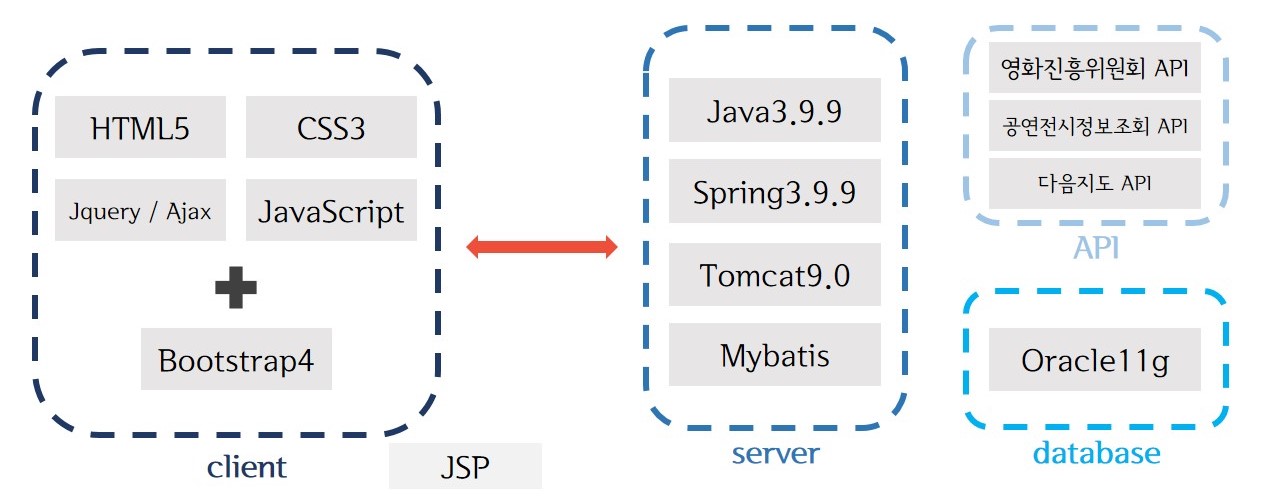 HTML5
CSS3
Jquery / Ajax
JavaScript
Bootstrap4
client
JSP
Java3.9.9
Spring3.9.9
Tomcat9.0
Mybatis
server
영화진흥위원회 API
공연전시정보조회 API
다음지도 API
API
Oracle11g
database